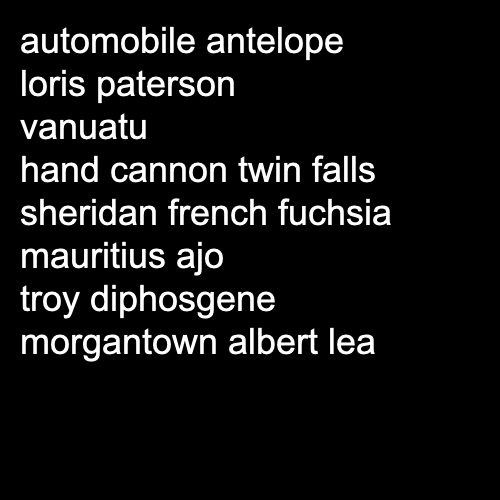 automobile antelope
loris paterson
vanuatu
hand cannon twin falls
sheridan french fuchsia
mauritius ajo
troy diphosgene
morgantown albert lea